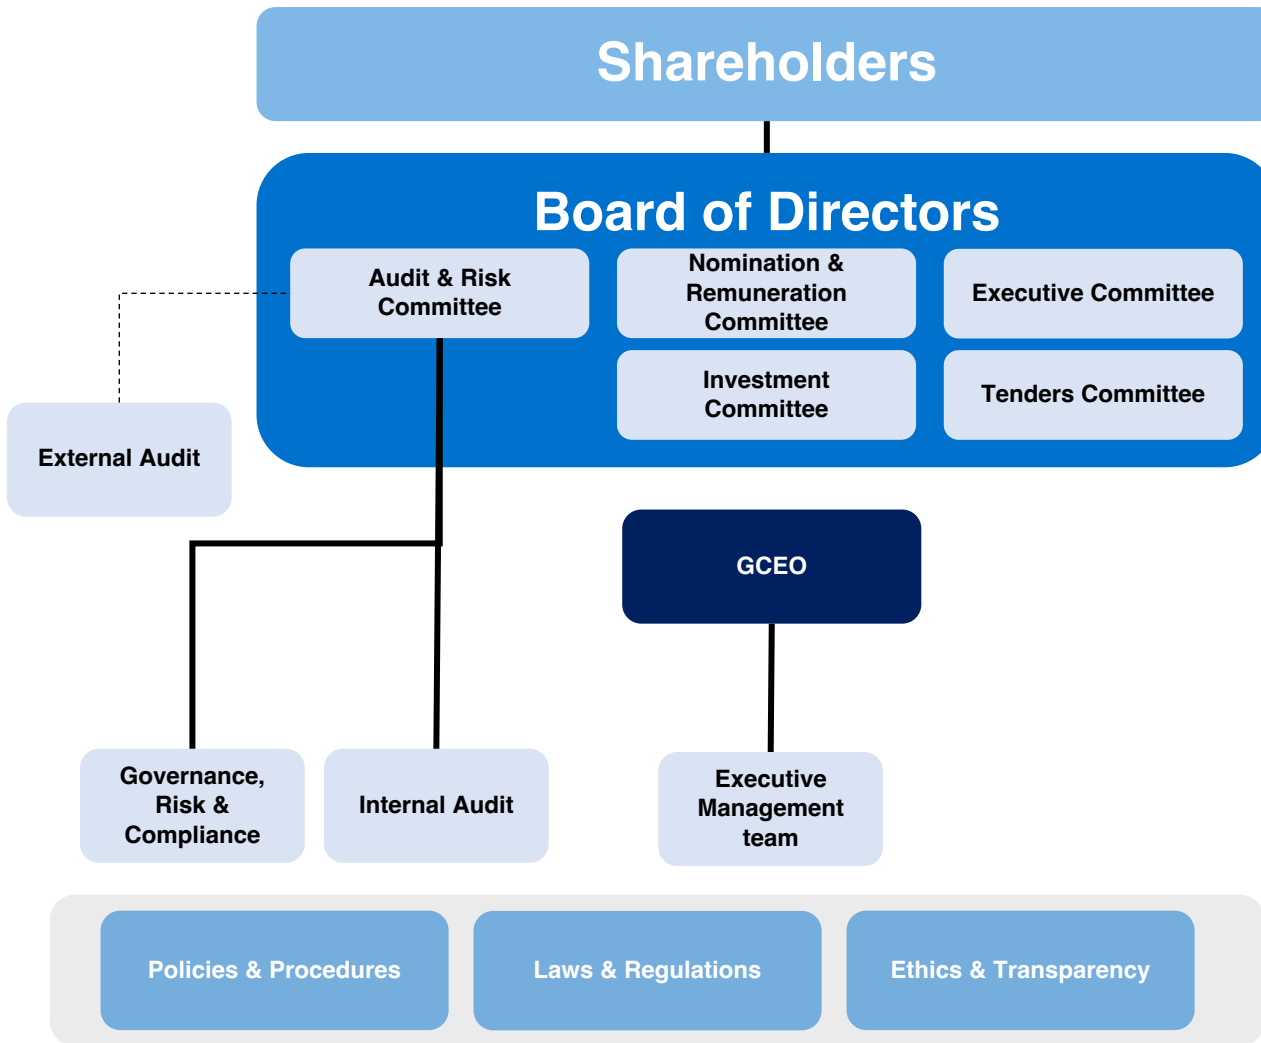 Shareholders
Board of Directors
Audit & Risk
Committee
Nomination &
Remuneration
Committee
Executive Committee
Investment
Committee
Tenders Committee
External Audit
GCEO
Governance,
Risk &
Compliance
Internal Audit
Executive
Management
team
Policies & Procedures
Laws & Regulations
Ethics & Transparency